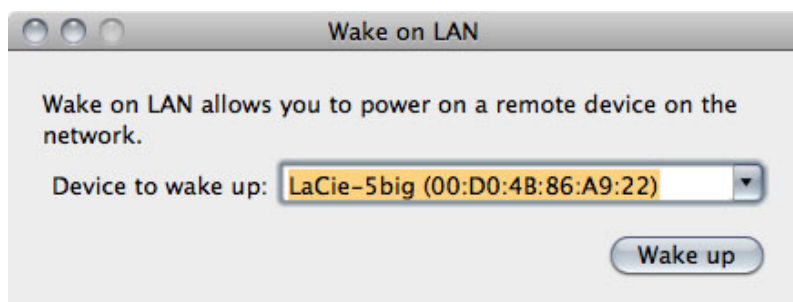 Wake on LAN
Wake on LAN allows you to power on a remote device on the
network.
Device to wake up: LaCie-5big (00:D0:4B:86:A9:22)
Wake up